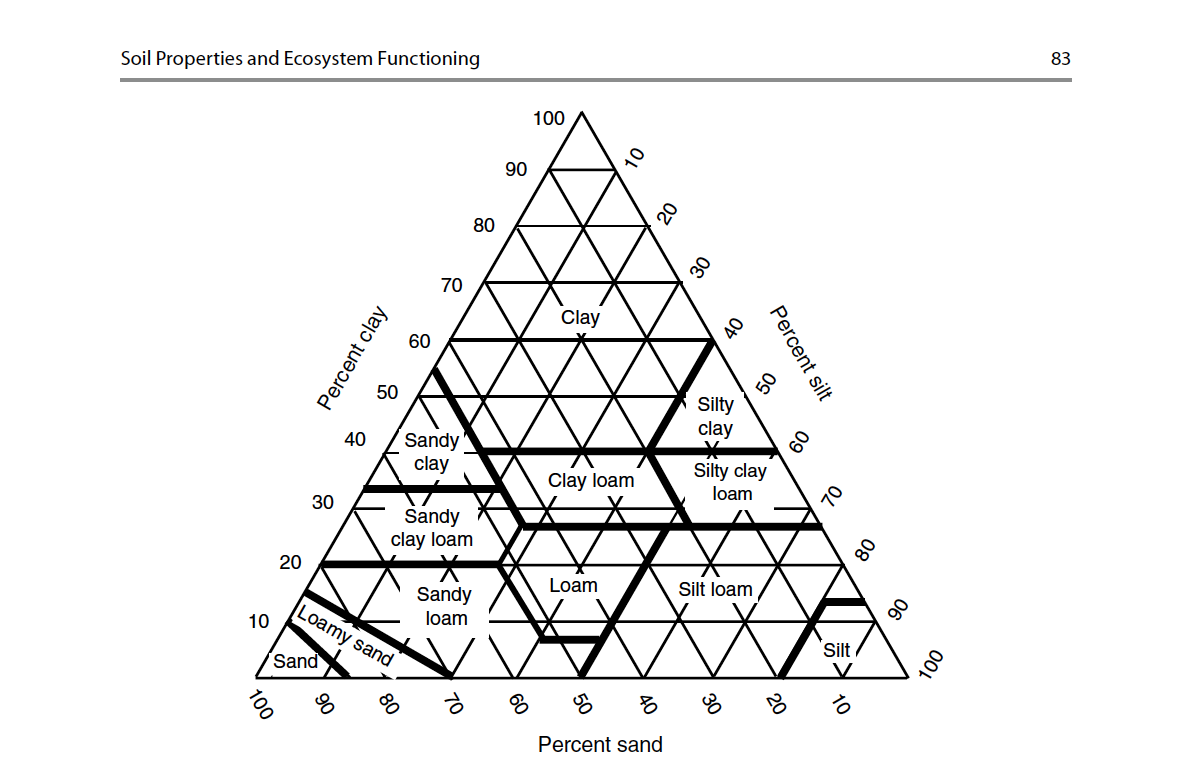 Soil Properties and Ecosystem Functioning 83
100
90
10
80
20
70
30
Clay
60
40
Percent clay
Percent silt
50
50
Silty
clay
40
60
Sandy
clay
Clay loam
Silty clay
loam
30
70
Sandy
clay loam
20
80
Loam
Silt loam
Sandy
loam
10
90
Loamy sand
Sand
Silt
100
100 90 80 70 60 50 40 30 20 10
Percent sand